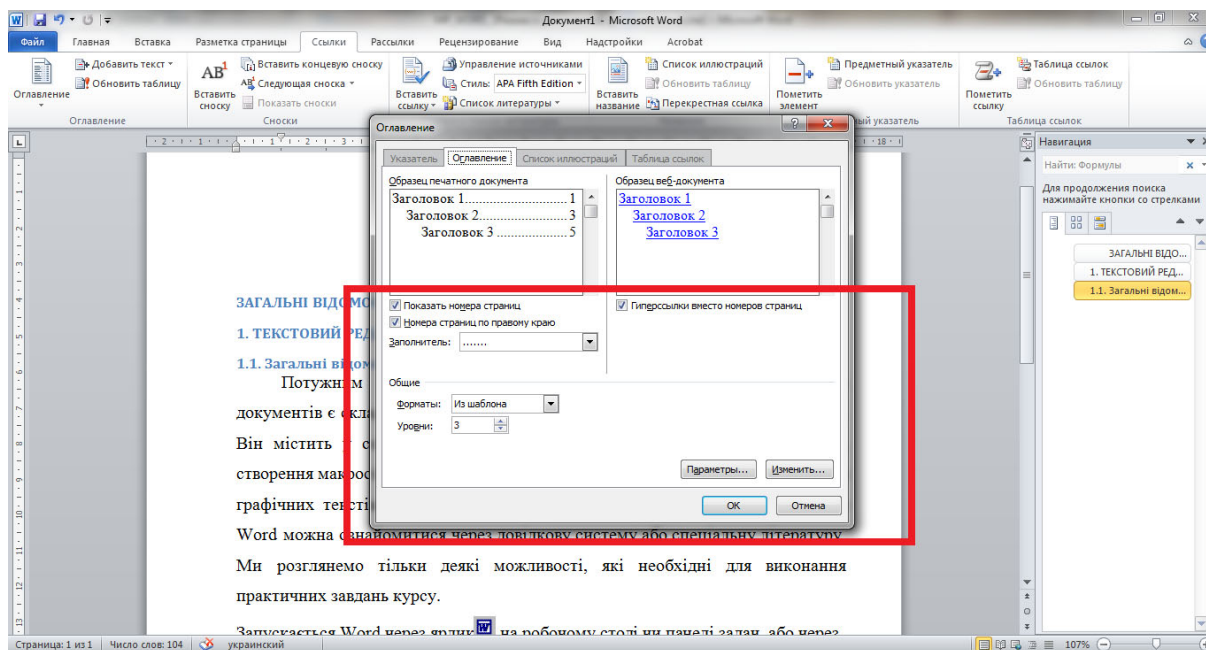 Документ1 - Microsoft Word
Файл Главная Вставка Разметка страницы Ссылки Рассылки Рецензирование Вид Надстройки Acrobat
Оглавление
Добавить текст
Обновить таблицу
Оглавление
AB1
Вставить сноску
Вставить концевую сноску
Следующая сноска
Показать сноски
Сноски
Вставить ссылку
Управление источниками
Стиль: APA Fifth Edition
Список литературы
Вставить название
Список иллюстраций
Обновить таблицу
Перекрестная ссылка
Пометить элемент
Предметный указатель
Обновить указатель
Пометить ссылку
Таблица ссылок
Обновить таблицу
Таблица ссылок
Оглавление
Указатель Оглавление Список иллюстраций Таблица ссылок
Образец печатного документа
Заголовок 1.....................1
Заголовок 2..................3
Заголовок 3 ..................5
Образец веб-документа
Заголовок 1
Заголовок 2
Заголовок 3
Показать номера страниц
Номера страниц по правому краю
Заполнитель: .......
Гиперссылки вместо номеров страниц
Общие
Форматы: Из шаблона
Уровни: 3
Параметры... Изменить...
ОК Отмена
Навигация
Найти: Формулы
Для продолжения поиска
нажимайте кнопки со стрелками
ЗАГАЛЬНІ ВІДО...
1. ТЕКСТОВИЙ РЕД...
1.1. Загальні відом...
ЗАГАЛЬНІ ВІДОМО
1. ТЕКСТОВИЙ РЕД
1.1. Загальні відом
Потужним
документів є скла
Він містить у с
створення макрос
графічних тексті
Word можна ознайомитися через довідкову систему або спеціальну літературу.
Ми розглянемо тільки деякі можливості, які необхідні для виконання
практичних завдань курсу.
Запускається Word через ярлик на робочому столі чи панелі задач, або через
Страница: 1 из 1 Число слов: 104 украинский 107%